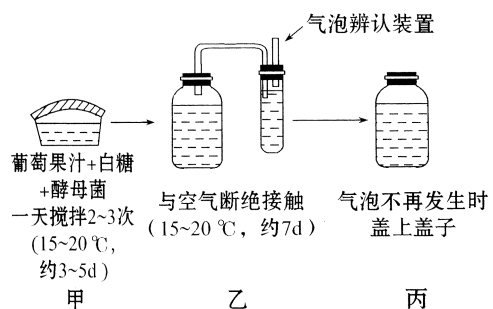 气泡辨认装置
葡萄果汁+白糖
+酵母菌
一天搅拌2~3次
(15~20 ℃,
约3~5d)
甲
与空气断绝接触
(15~20 ℃，约7d)
乙
气泡不再发生时
盖上盖子
丙